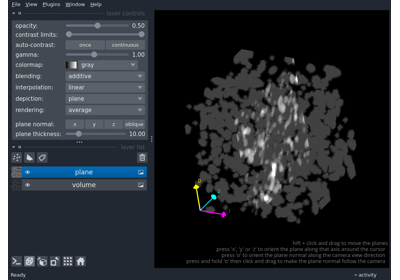 File View Plugins Window Help
layer controls
opacity: 0.50
contrast limits:
auto-contrast: once continuous
gamma: 1.00
colormap: gray
blending: additive
interpolation: linear
depiction: plane
rendering: average
plane normal: x y z oblique
plane thickness: 10.00
layer list
plane
volume
shift + click and drag to move the planes
press 'x', 'y' or 'z' to orient the plane along that axis around the cursor
press 'o' to orient the plane normal along the camera view direction
press and hold 'o' then click and drag to make the plane normal follow the camera
Ready
activity